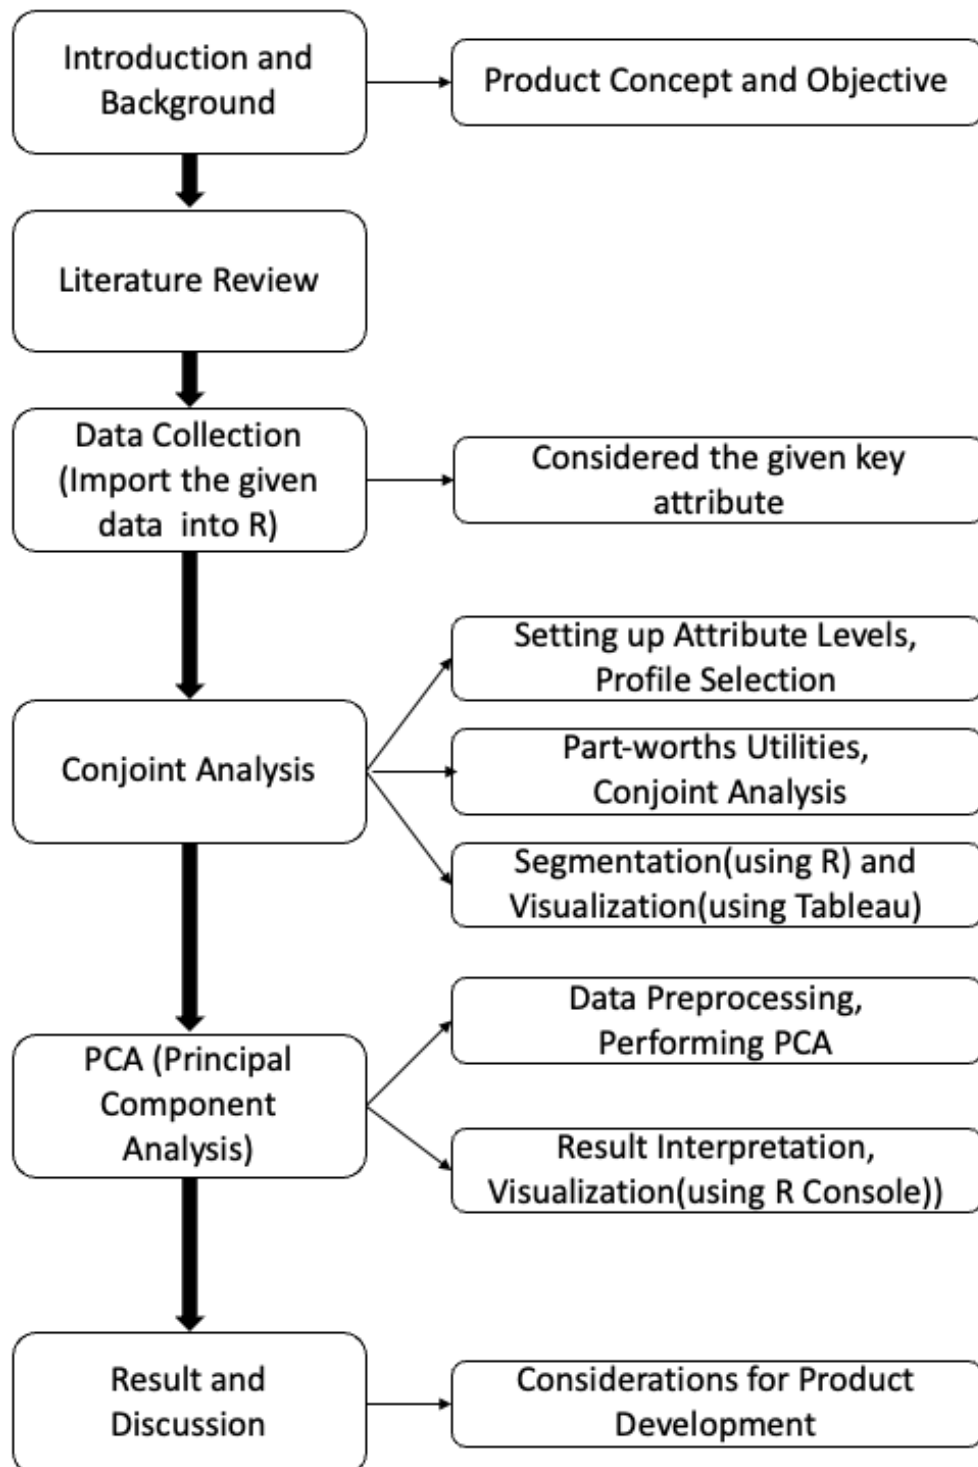 Introduction and
Background
Product Concept and Objective
Literature Review
Data Collection
(Import the given
data into R)
Considered the given key
attribute
Conjoint Analysis
Setting up Attribute Levels,
Profile Selection
Part-worths Utilities,
Conjoint Analysis
Segmentation(using R) and
Visualization(using Tableau)
PCA (Principal
Component
Analysis)
Data Preprocessing,
Performing PCA
Result Interpretation,
Visualization(using R Console))
Result and
Discussion
Considerations for Product
Development